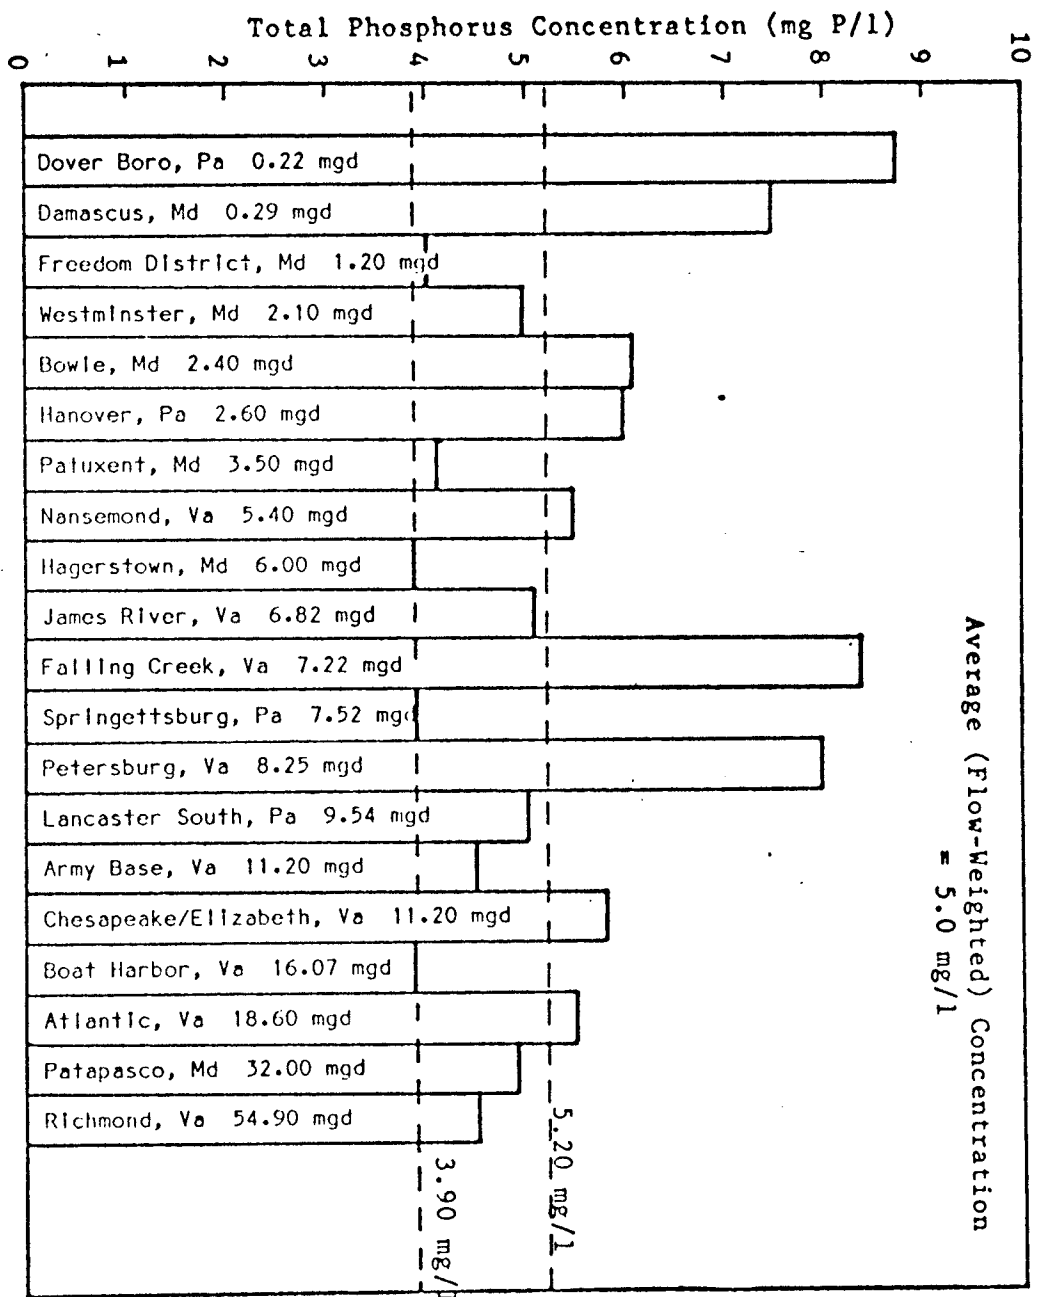 Total Phosphorus Concentration (mg P/l)
0 1 2 3 4 5 6 7 8 9 10
Dover Boro, Pa 0.22 mgd
Damascus, Md 0.29 mgd
Freedom District, Md 1.20 mgd
Westminster, Md 2.10 mgd
Bowie, Md 2.40 mgd
Hanover, Pa 2.60 mgd
Patuxent, Md 3.50 mgd
Nansemond, Va 5.40 mgd
Hagerstown, Md 6.00 mgd
James River, Va 6.82 mgd
Falling Creek, Va 7.22 mgd
Springettsburg, Pa 7.52 mgd
Petersburg, Va 8.25 mgd
Lancaster South, Pa 9.54 mgd
Army Base, Va 11.20 mgd
Chesapeake/Elizabeth, Va 11.20 mgd
Boat Harbor, Va 16.07 mgd
Atlantic, Va 18.60 mgd
Patapasco, Md 32.00 mgd
Richmond, Va 54.90 mgd
Average (Flow-Weighted) Concentration
= 5.0 mg/l
5.20 mg/l
3.90 mg/l